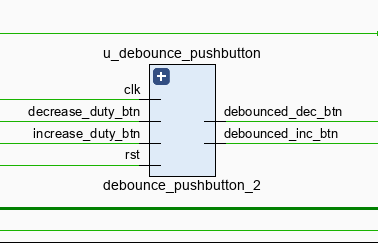 u_debounce_pushbutton
clk
decrease_duty_btn
debounced_dec_btn
increase_duty_btn
debounced_inc_btn
rst
debounce_pushbutton_2